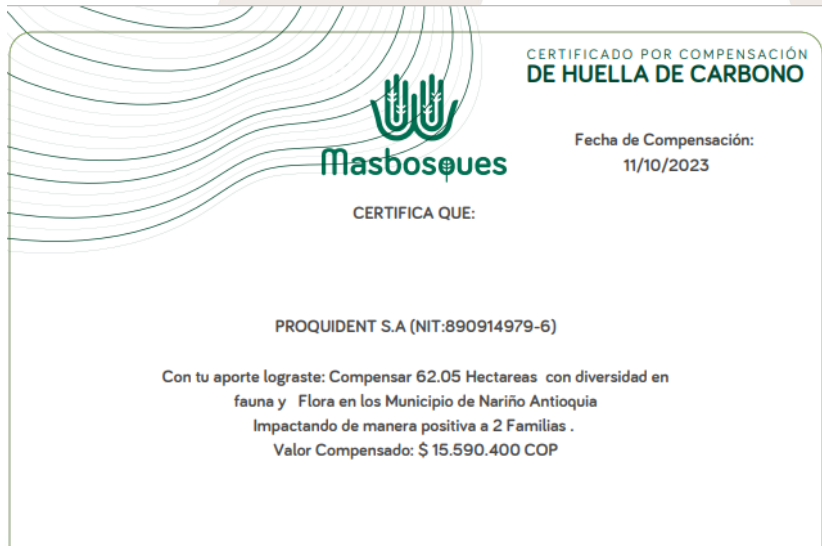 CERTIFICADO POR COMPENSACIÓN
DE HUELLA DE CARBONO
Masbosques
Fecha de Compensación:
11/10/2023
CERTIFICA QUE:
PROQUIDENT S.A (NIT:890914979-6)
Con tu aporte lograste: Compensar 62.05 Hectareas con diversidad en
fauna y Flora en los Municipio de Nariño Antioquia
Impactando de manera positiva a 2 Familias .
Valor Compensado: $ 15.590.400 COP